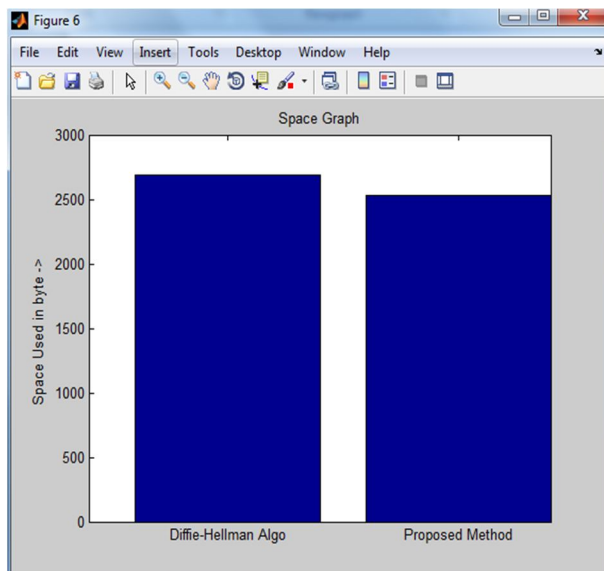 Figure 6
File Edit View Insert Tools Desktop Window Help
Space Graph
3000
2500
2000
1500
1000
500
0
Space Used in byte ->
Diffie-Hellman Algo Proposed Method